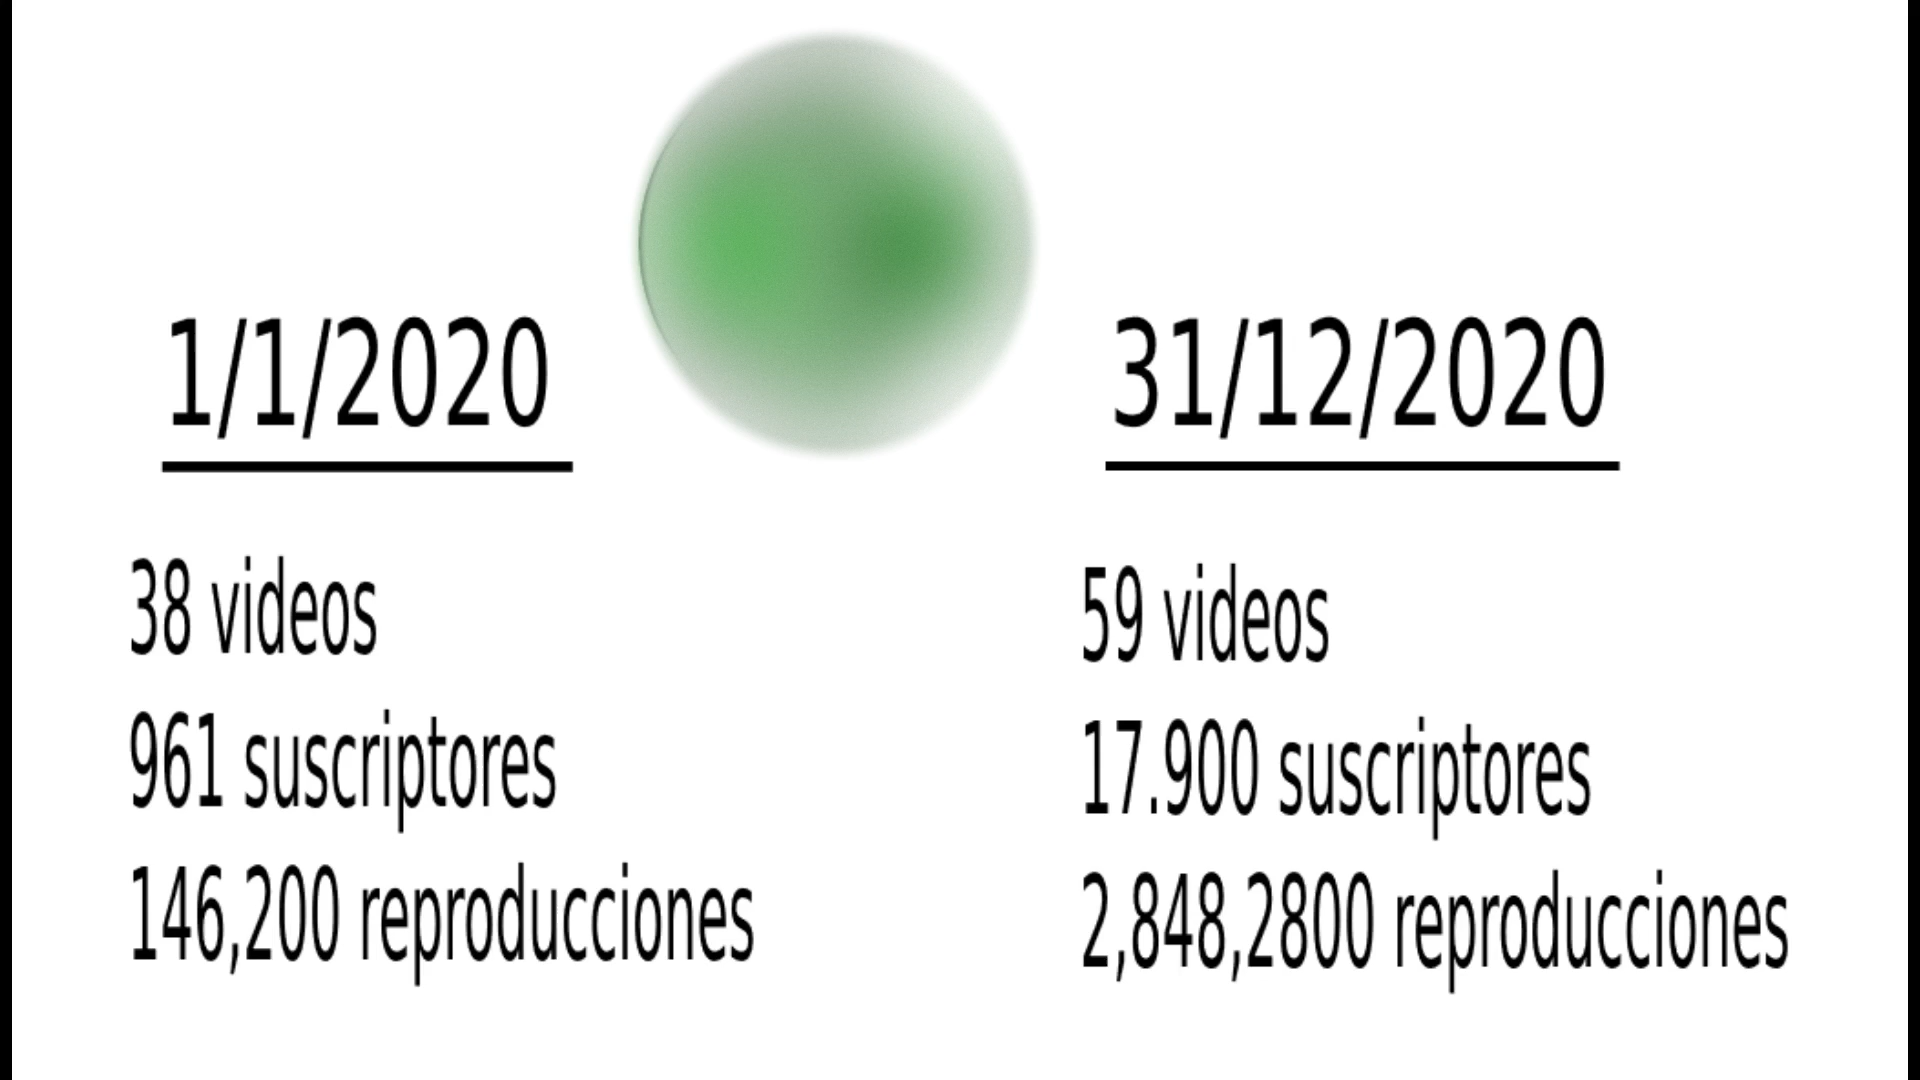 1/1/2020
38 videos
961 suscriptores
146,200 reproducciones
31/12/2020
59 videos
17.900 suscriptores
2,848,2800 reproducciones